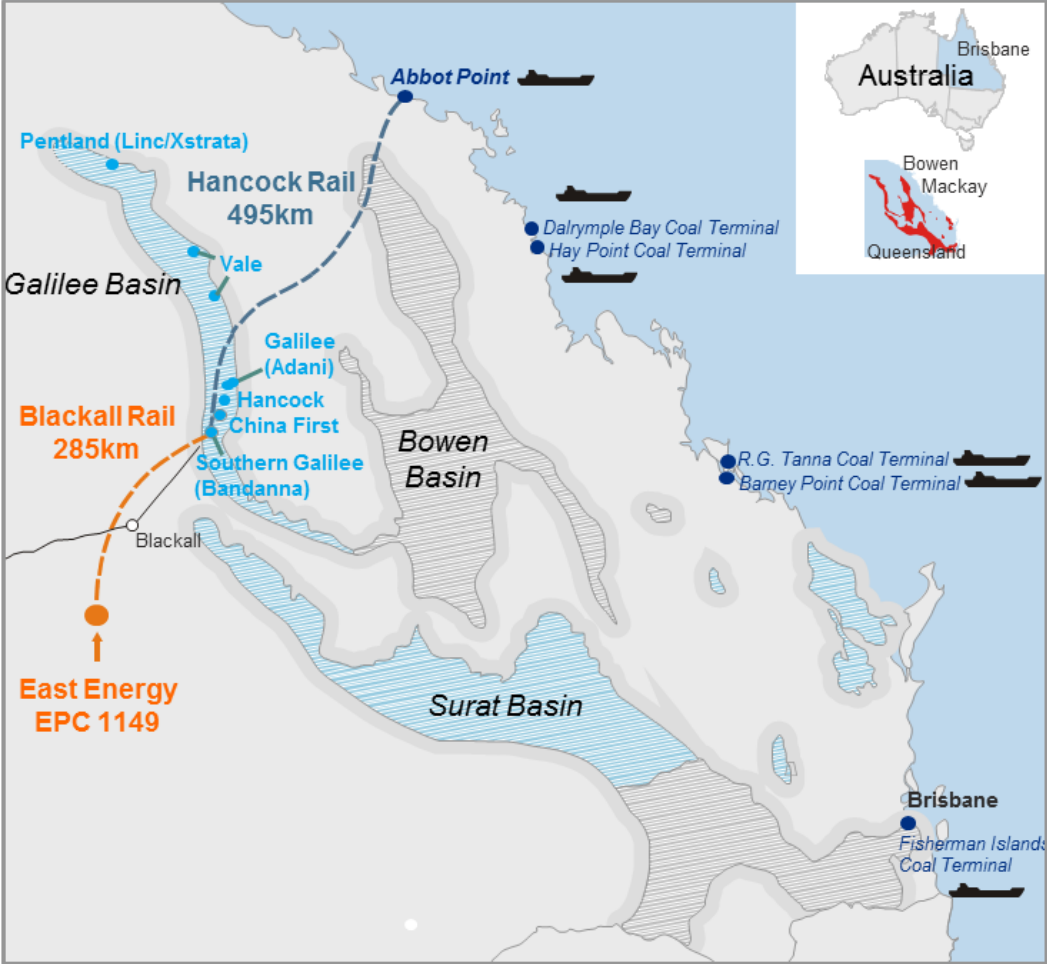 Abbot Point
Brisbane
Australia
Pentland (Linc/Xstrata)
Hancock Rail
495km
Bowen
Mackay
Queensland
Dalrymple Bay Coal Terminal
Hay Point Coal Terminal
Vale
Galilee Basin
Galilee
(Adani)
Hancock
China First
Blackall Rail
285km
Southern Galilee
(Bandanna)
Bowen
Basin
R.G. Tanna Coal Terminal
Barney Point Coal Terminal
Blackall
East Energy
EPC 1149
Surat Basin
Brisbane
Fisherman Islands
Coal Terminal